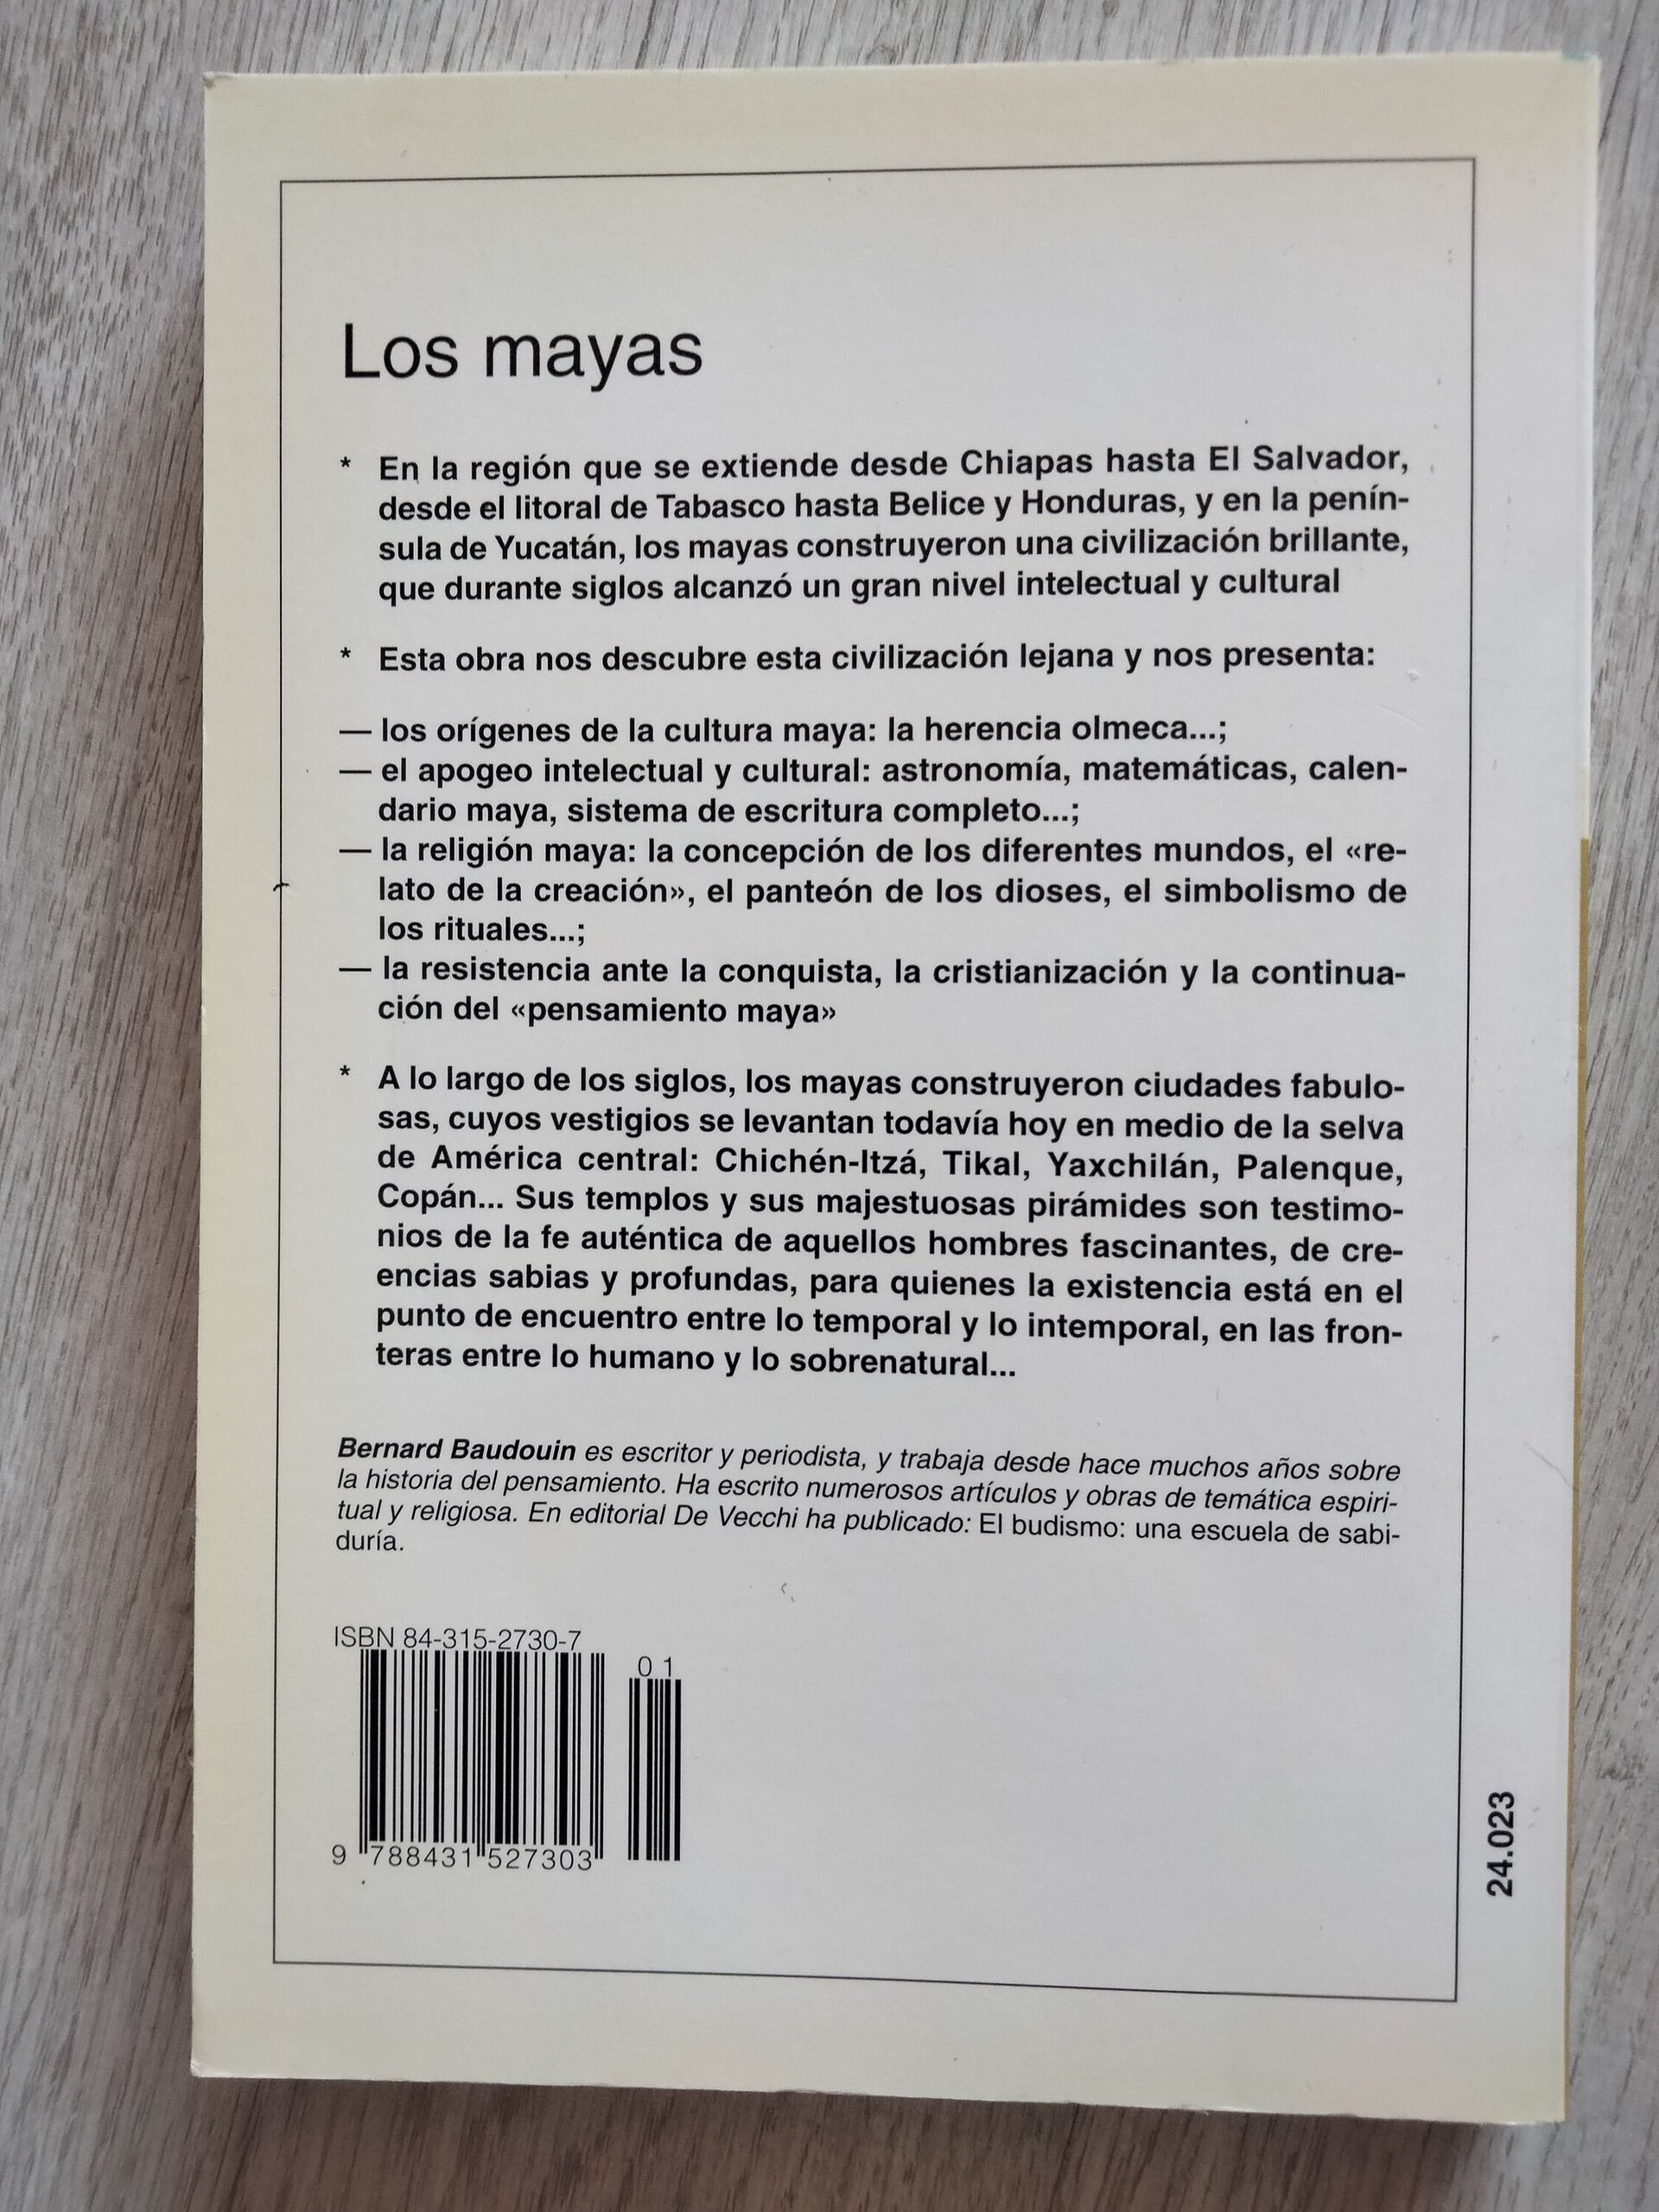 Los mayas
* En la región que se extiende desde Chiapas hasta El Salvador,
desde el litoral de Tabasco hasta Belice y Honduras, y en la penín-
sula de Yucatán, los mayas construyeron una civilización brillante,
que durante siglos alcanzó un gran nivel intelectual y cultural
* Esta obra nos descubre esta civilización lejana y nos presenta:
— los orígenes de la cultura maya: la herencia olmeca...;
— el apogeo intelectual y cultural: astronomía, matemáticas, calen-
dario maya, sistema de escritura completo...;
— la religión maya: la concepción de los diferentes mundos, el «re-
lato de la creación», el panteón de los dioses, el simbolismo de
los rituales...;
— la resistencia ante la conquista, la cristianización y la continua-
ción del «pensamiento maya»
* A lo largo de los siglos, los mayas construyeron ciudades fabulo-
sas, cuyos vestigios se levantan todavía hoy en medio de la selva
de América central: Chichén-Itzá, Tikal, Yaxchilán, Palenque,
Copán... Sus templos y sus majestuosas pirámides son testimo-
nios de la fe auténtica de aquellos hombres fascinantes, de cre-
encias sabias y profundas, para quienes la existencia está en el
punto de encuentro entre lo temporal y lo intemporal, en las fron-
teras entre lo humano y lo sobrenatural...
Bernard Baudouin es escritor y periodista, y trabaja desde hace muchos años sobre
la historia del pensamiento. Ha escrito numerosos artículos y obras de temática espiri-
tual y religiosa. En editorial De Vecchi ha publicado: El budismo: una escuela de sabi-
duría.
ISBN 84-315-2730-7
01
9 788431 527303
24.023